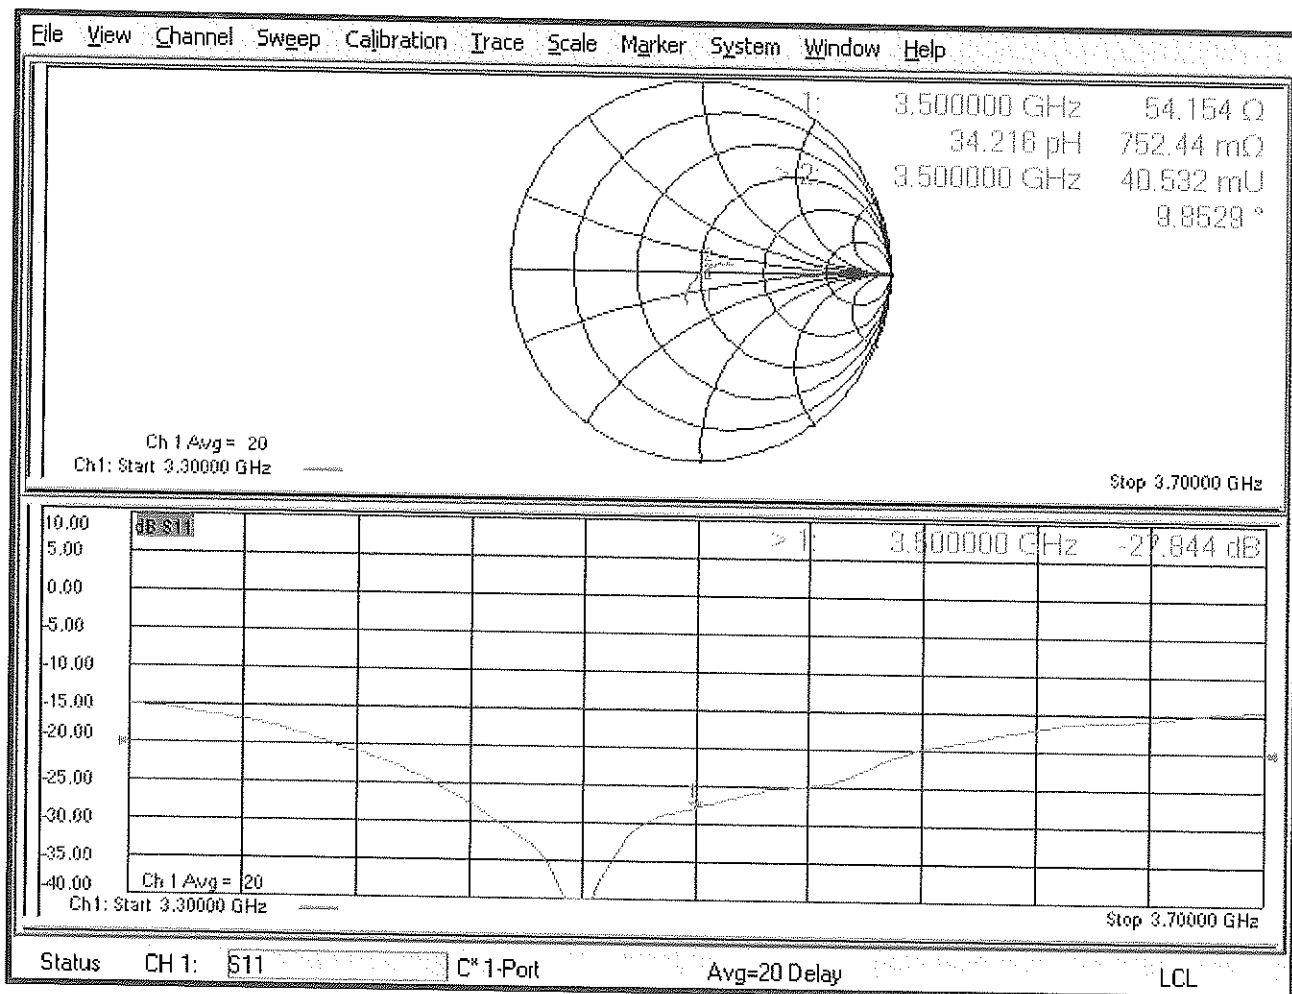 File View Channel Sweep Calibration Trace Scale Marker System Window Help
1: 3.500000 GHz 54.154 Ω
34.216 pH 752.44 mΩ
> 2: 3.500000 GHz 40.532 mU
9.8529 °
Ch 1 Avg = 20
Ch1: Start 3.30000 GHz
Stop 3.70000 GHz
10.00
dB S11
> 1: 3.500000 GHz -27.844 dB
5.00
0.00
-5.00
-10.00
-15.00
-20.00
-25.00
-30.00
-35.00
-40.00
Ch 1 Avg = 20
Ch1: Start 3.30000 GHz
Stop 3.70000 GHz
Status CH 1: S11 C* 1-Port Avg=20 Delay LCL